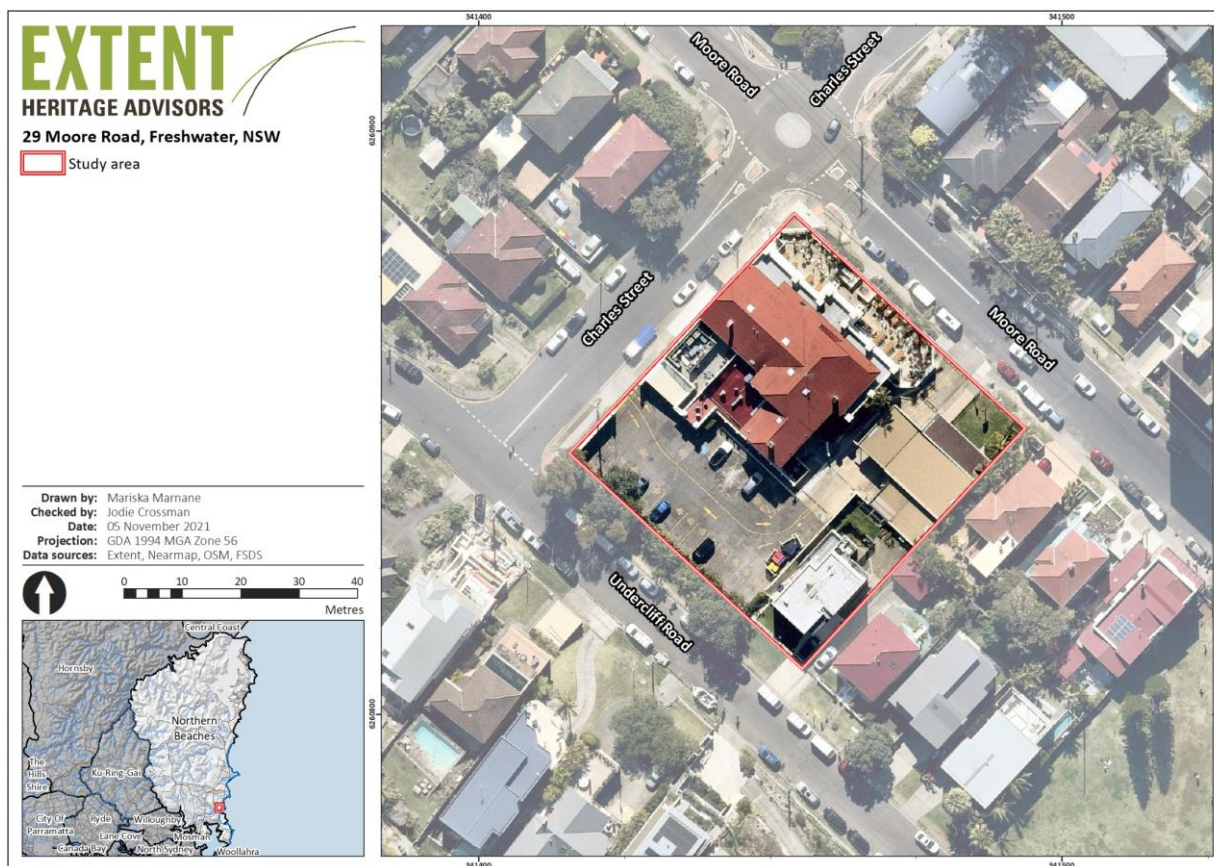 EXTENT
HERITAGE ADVISORS
29 Moore Road, Freshwater, NSW
Study area
Drawn by: Mariska Marnane
Checked by: Jodie Crossman
Date: 05 November 2021
Projection: GDA 1994 MGA Zone 56
Data sources: Extent, Nearmap, OSM, FSDS
0 10 20 30 40
Metres
Central Coast
Hornsby
Northern
Beaches
The
Hills
Shire
Ku-Ring-Gai
City Of
Parramatta
Ryde
Willoughby
Lane Cove
Mosman
Canada Bay
North Sydney
Woollahra
341400
341500
6260900
6260800
Moore Road
Charles Street
Charles Street
Moore Road
Undercliff Road
341400
341500